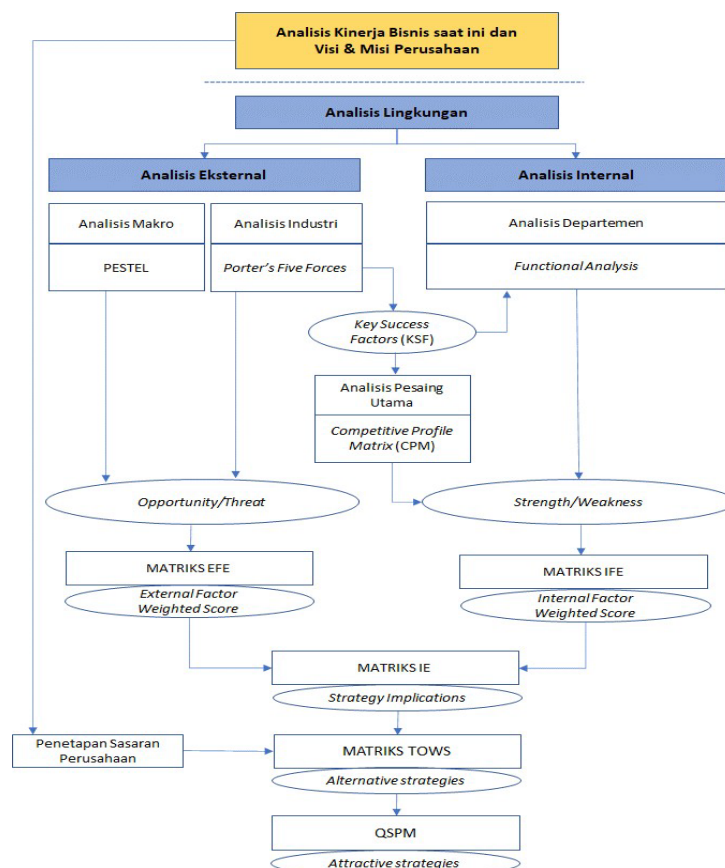 Analisis Kinerja Bisnis saat ini dan
Visi & Misi Perusahaan
Analisis Lingkungan
Analisis Eksternal
Analisis Internal
Analisis Makro
Analisis Industri
Analisis Departemen
PESTEL
Porter's Five Forces
Functional Analysis
Key Success
Factors (KSF)
Analisis Pesaing
Utama
Competitive Profile
Matrix (CPM)
Opportunity/Threat
Strength/Weakness
MATRIKS EFE
MATRIKS IFE
External Factor
Weighted Score
Internal Factor
Weighted Score
MATRIKS IE
Strategy Implications
Penetapan Sasaran
Perusahaan
MATRIKS TOWS
Alternative strategies
QSPM
Attractive strategies